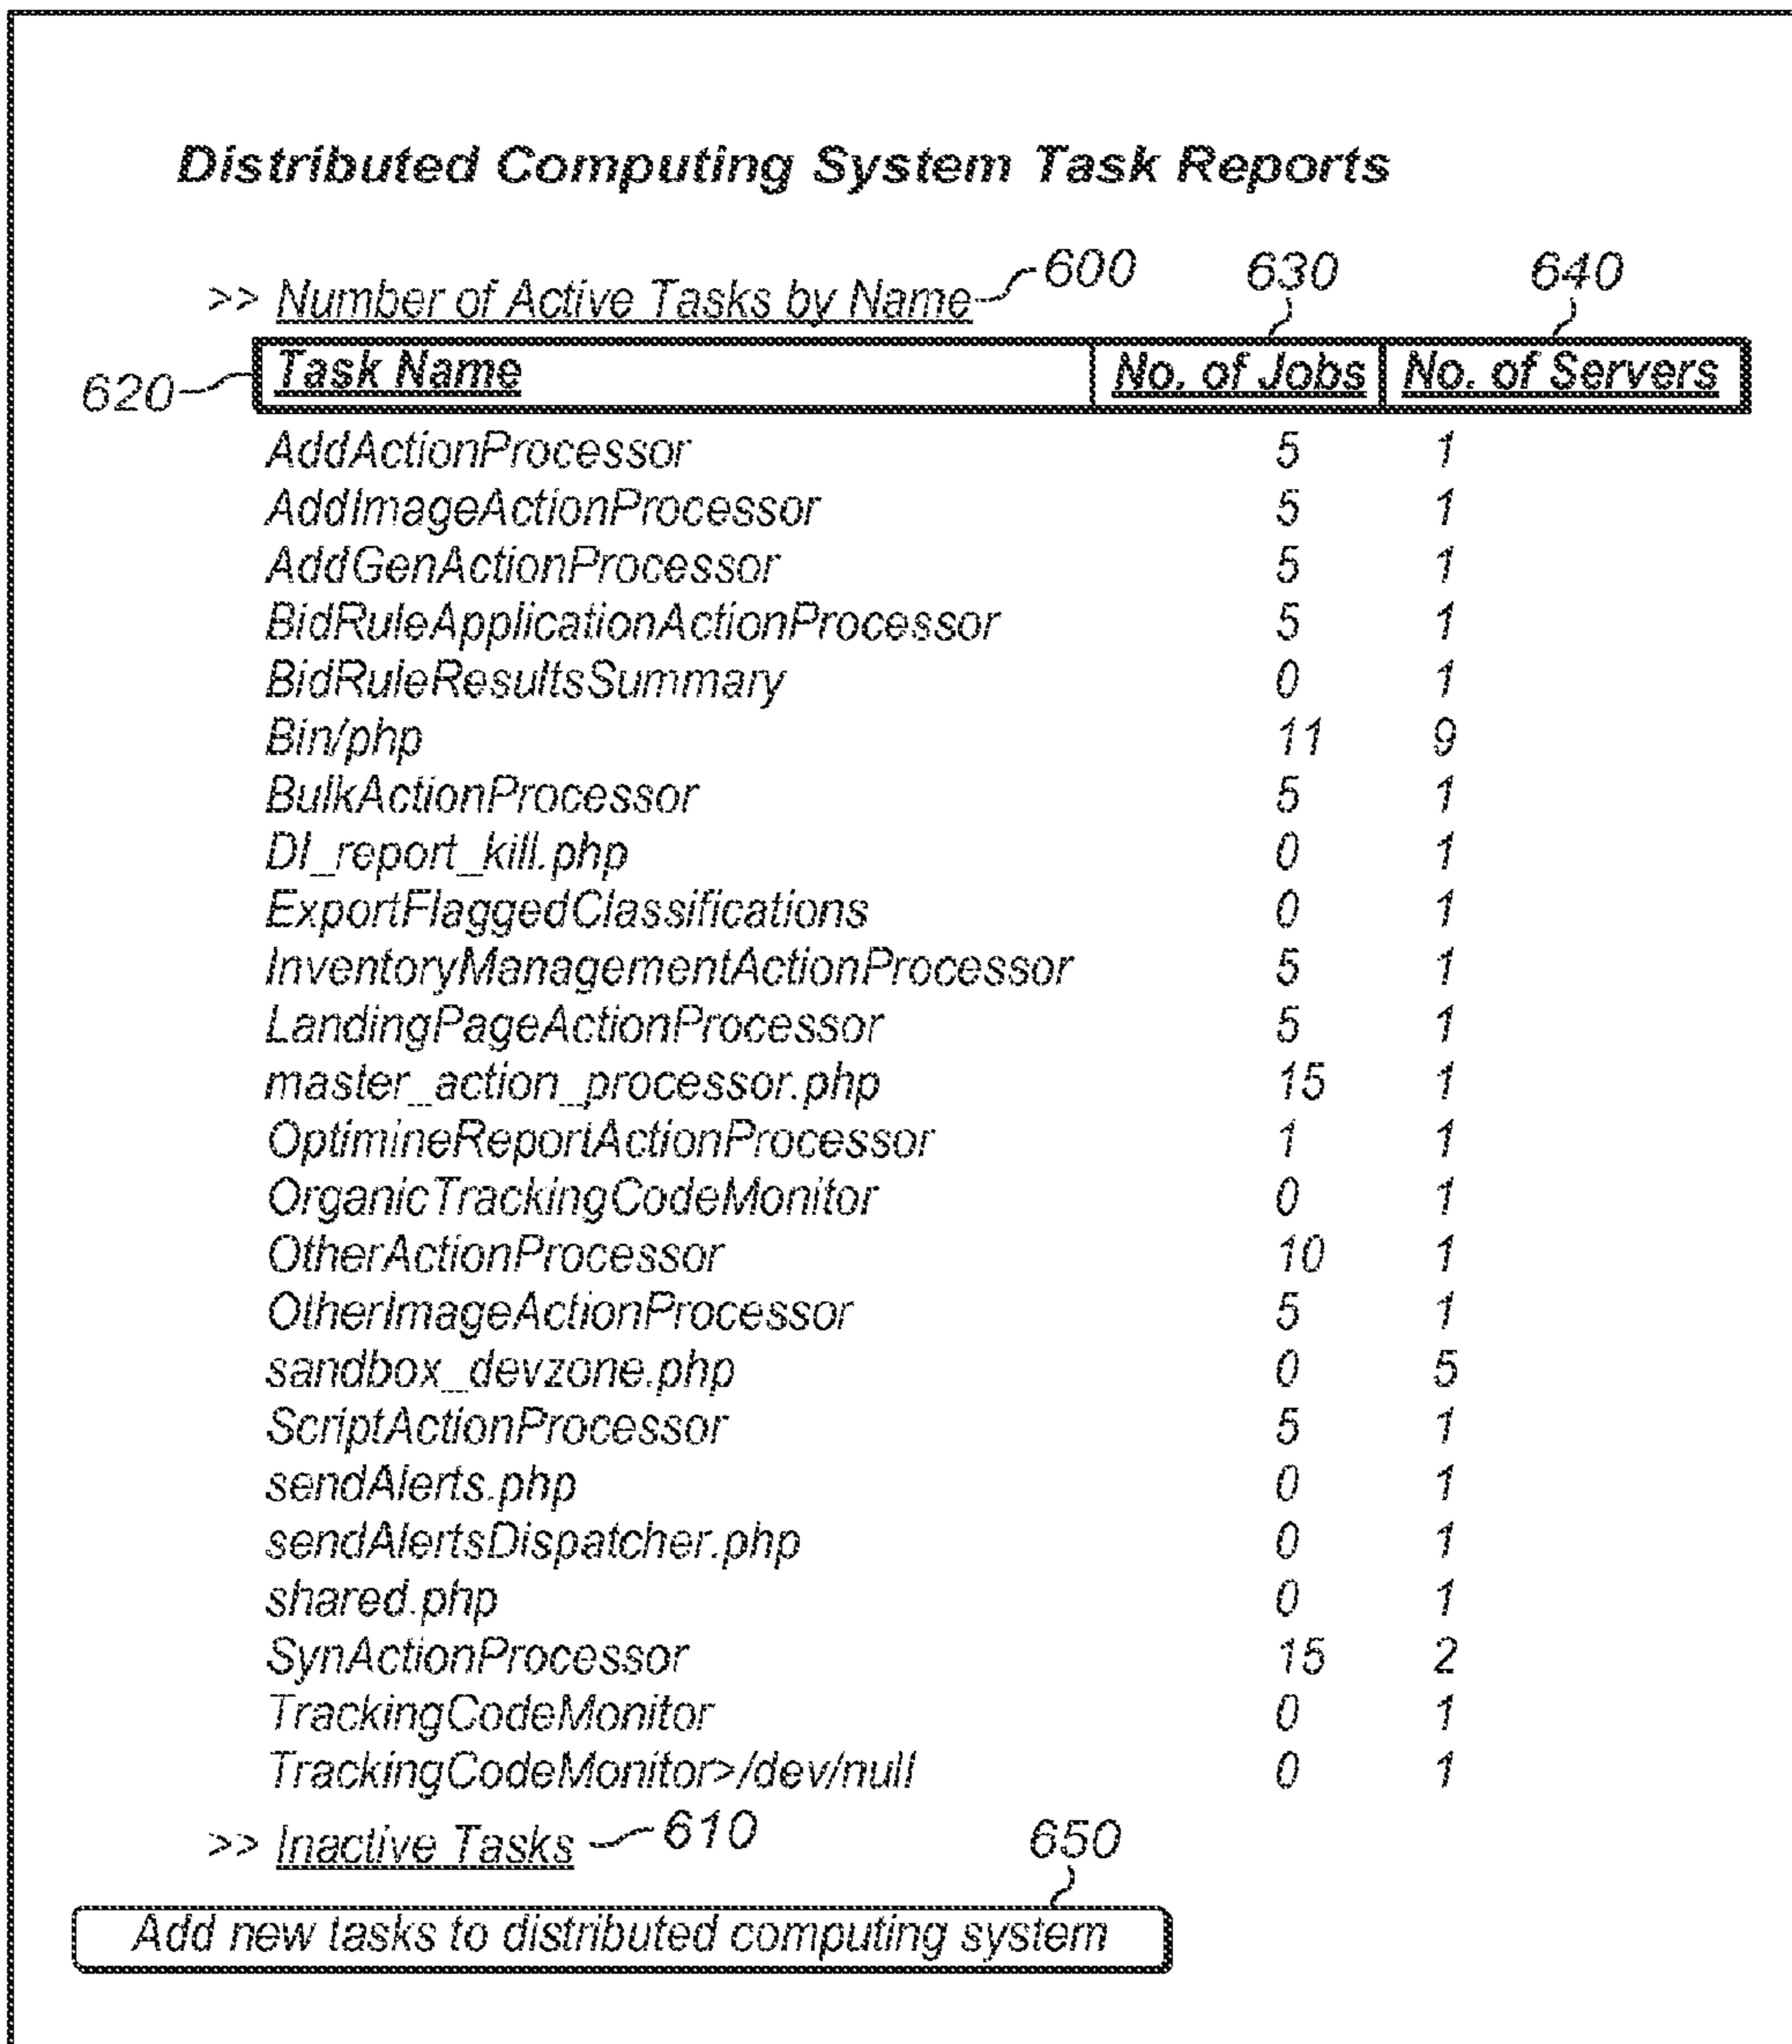 Distributed Computing System Task Reports
>> Number of Active Tasks by Name 600 630 640
620 Task Name No. of Jobs No. of Servers
AddActionProcessor 5 1
AddImageActionProcessor 5 1
AddGenActionProcessor 5 1
BidRuleApplicationActionProcessor 5 1
BidRuleResultsSummary 0 1
Bin/php 11 9
BulkActionProcessor 5 1
DI_report_kill.php 0 1
ExportFlaggedClassifications 0 1
InventoryManagementActionProcessor 5 1
LandingPageActionProcessor 5 1
master_action_processor.php 15 1
OptimineReportActionProcessor 1 1
OrganicTrackingCodeMonitor 0 1
OtherActionProcessor 10 1
OtherImageActionProcessor 5 1
sandbox_devzone.php 0 5
ScriptActionProcessor 5 1
sendAlerts.php 0 1
sendAlertsDispatcher.php 0 1
shared.php 0 1
SynActionProcessor 15 2
TrackingCodeMonitor 0 1
TrackingCodeMonitor>/dev/null 0 1
>> Inactive Tasks 610 650
Add new tasks to distributed computing system